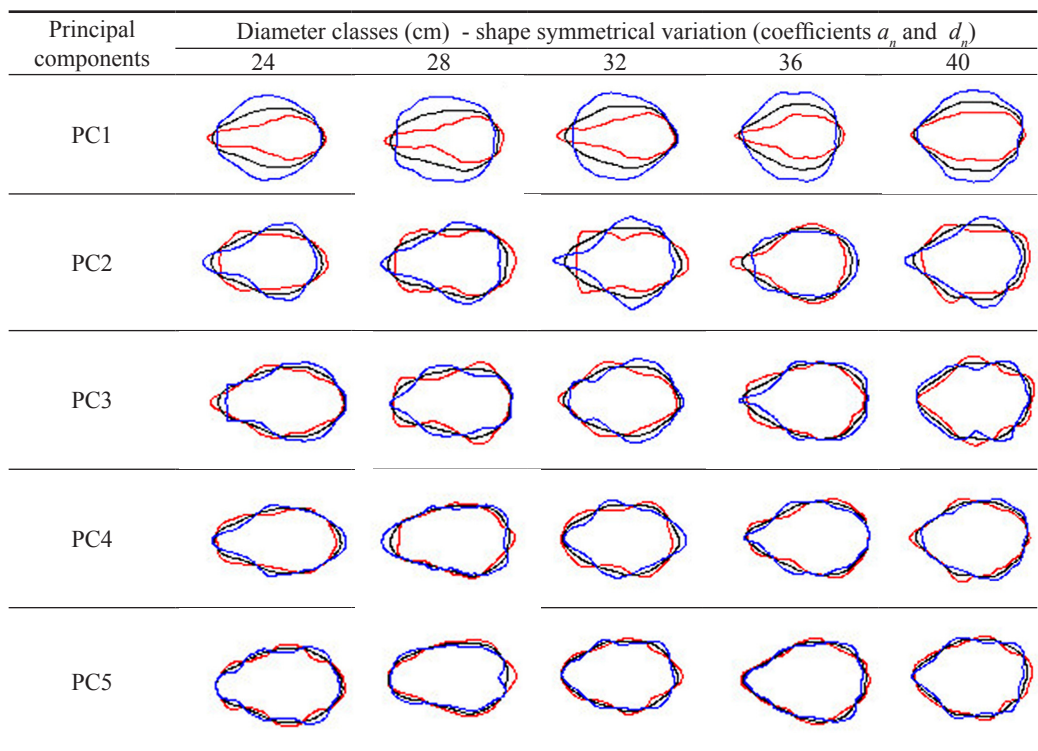 Principal components
Diameter classes (cm) - shape symmetrical variation (coefficients aₙ and dₙ)
24 28 32 36 40
PC1
PC2
PC3
PC4
PC5